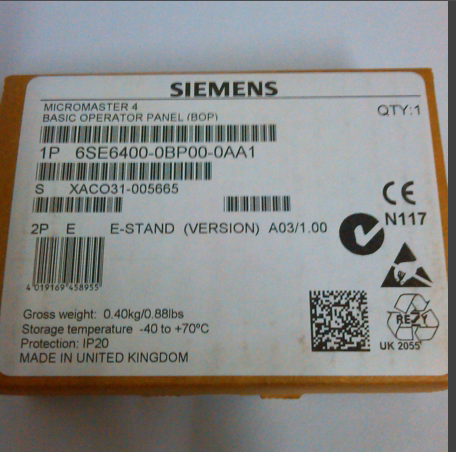 SIEMENS
MICROMASTER 4
BASIC OPERATOR PANEL (BOP)
QTY:1
1P 6SE6400-0BP00-0AA1
S XACO31-005665
N117
2P E E-STAND (VERSION) A03/1.00
4 019169 458955
Gross weight: 0.40kg/0.88lbs
Storage temperature -40 to +70ºC
Protection: IP20
MADE IN UNITED KINGDOM
RESY
UK 2055